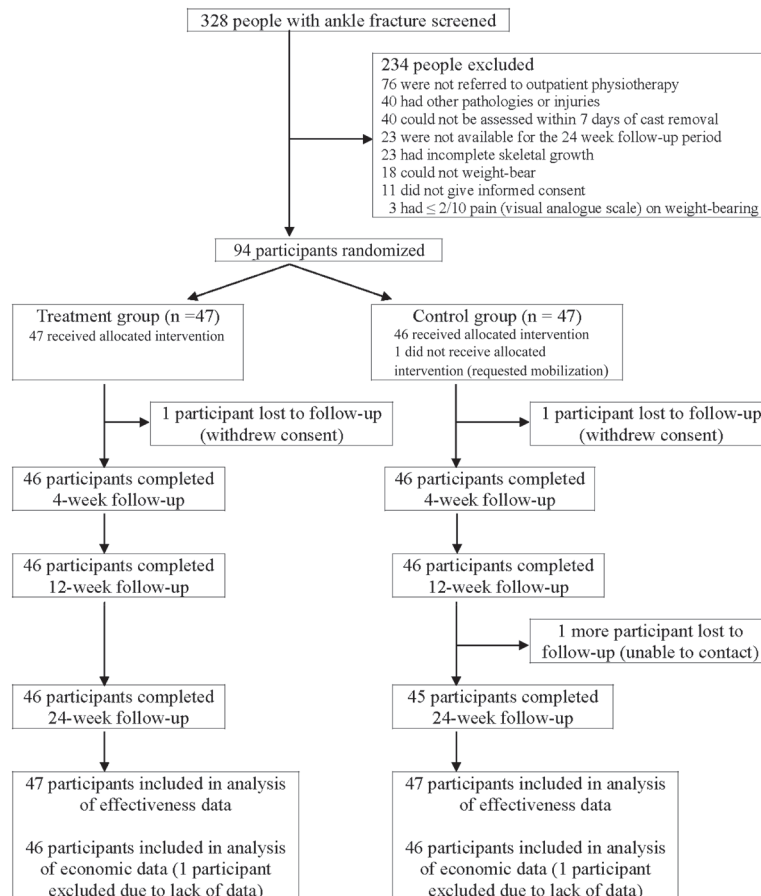 328 people with ankle fracture screened
234 people excluded
76 were not referred to outpatient physiotherapy
40 had other pathologies or injuries
40 could not be assessed within 7 days of cast removal
23 were not available for the 24 week follow-up period
23 had incomplete skeletal growth
18 could not weight-bear
11 did not give informed consent
3 had ≤ 2/10 pain (visual analogue scale) on weight-bearing
94 participants randomized
Treatment group (n =47)
47 received allocated intervention
Control group (n = 47)
46 received allocated intervention
1 did not receive allocated
intervention (requested mobilization)
1 participant lost to follow-up
(withdrew consent)
1 participant lost to follow-up
(withdrew consent)
46 participants completed
4-week follow-up
46 participants completed
4-week follow-up
46 participants completed
12-week follow-up
46 participants completed
12-week follow-up
1 more participant lost to
follow-up (unable to contact)
46 participants completed
24-week follow-up
45 participants completed
24-week follow-up
47 participants included in analysis
of effectiveness data
46 participants included in analysis
of economic data (1 participant
excluded due to lack of data)
47 participants included in analysis
of effectiveness data
46 participants included in analysis
of economic data (1 participant
excluded due to lack of data)